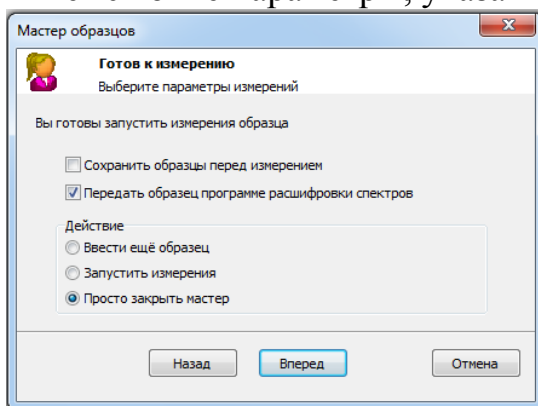 Мастер образцов
Готов к измерению
Выберите параметры измерений
Вы готовы запустить измерения образца
Сохранить образцы перед измерением
Передать образец программе расшифровки спектров
Действие
Ввести ещё образец
Запустить измерения
Просто закрыть мастер
Назад Вперед Отмена